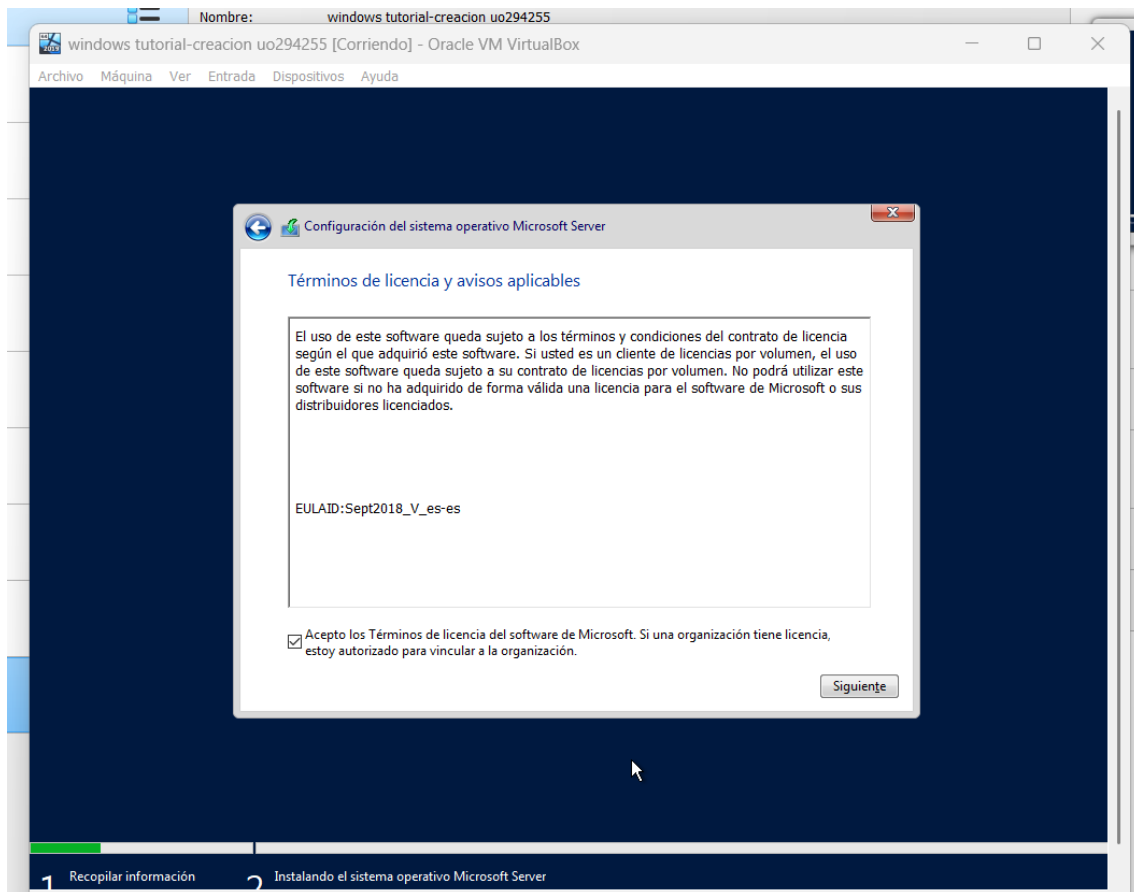 Nombre: windows tutorial-creacion uo294255
windows tutorial-creacion uo294255 [Corriendo] - Oracle VM VirtualBox
Archivo Máquina Ver Entrada Dispositivos Ayuda
Configuración del sistema operativo Microsoft Server
Términos de licencia y avisos aplicables
El uso de este software queda sujeto a los términos y condiciones del contrato de licencia
según el que adquirió este software. Si usted es un cliente de licencias por volumen, el uso
de este software queda sujeto a su contrato de licencias por volumen. No podrá utilizar este
software si no ha adquirido de forma válida una licencia para el software de Microsoft o sus
distribuidores licenciados.
EULAID:Sept2018_V_es-es
Acepto los Términos de licencia del software de Microsoft. Si una organización tiene licencia,
estoy autorizado para vincular a la organización.
Siguiente
1 Recopilar información 2 Instalando el sistema operativo Microsoft Server